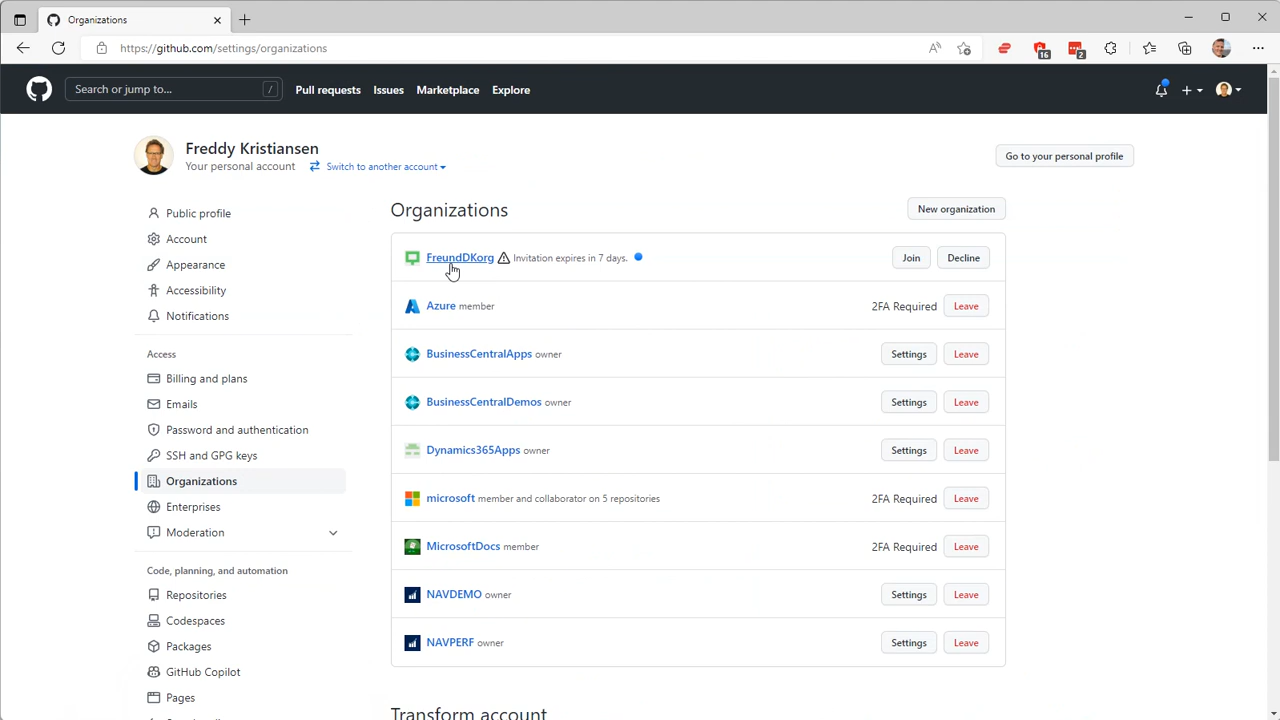 Organizations
https://github.com/settings/organizations
16
2
Search or jump to...
/
Pull requests
Issues
Marketplace
Explore
Freddy Kristiansen
Your personal account
Switch to another account
Go to your personal profile
Public profile
Account
Appearance
Accessibility
Notifications
Access
Billing and plans
Emails
Password and authentication
SSH and GPG keys
Organizations
Enterprises
Moderation
Code, planning, and automation
Repositories
Codespaces
Packages
GitHub Copilot
Pages
Organizations
New organization
FreundDKorg Invitation expires in 7 days. Join Decline
Azure member 2FA Required Leave
BusinessCentralApps owner Settings Leave
BusinessCentralDemos owner Settings Leave
Dynamics365Apps owner Settings Leave
microsoft member and collaborator on 5 repositories 2FA Required Leave
MicrosoftDocs member 2FA Required Leave
NAVDEMO owner Settings Leave
NAVPERF owner Settings Leave
Transform account